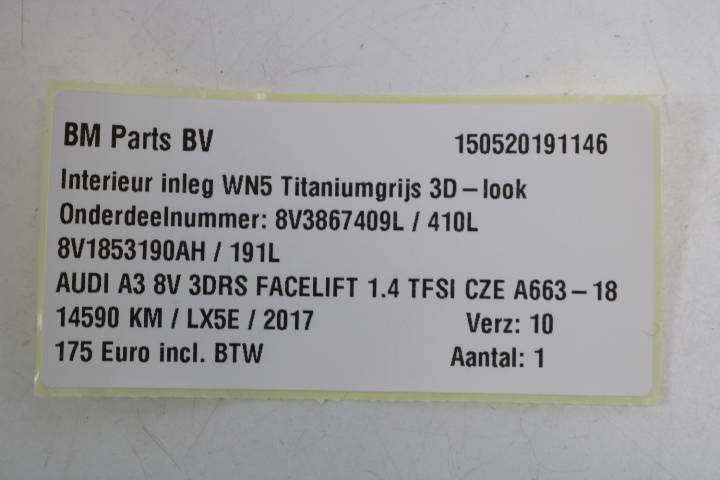 BM Parts BV 150520191146
Interieur inleg WN5 Titaniumgrijs 3D-look
Onderdeelnummer: 8V3867409L / 410L
8V1853190AH / 191L
AUDI A3 8V 3DRS FACELIFT 1.4 TFSI CZE A663-18
14590 KM / LX5E / 2017 Verz: 10
175 Euro incl. BTW Aantal: 1